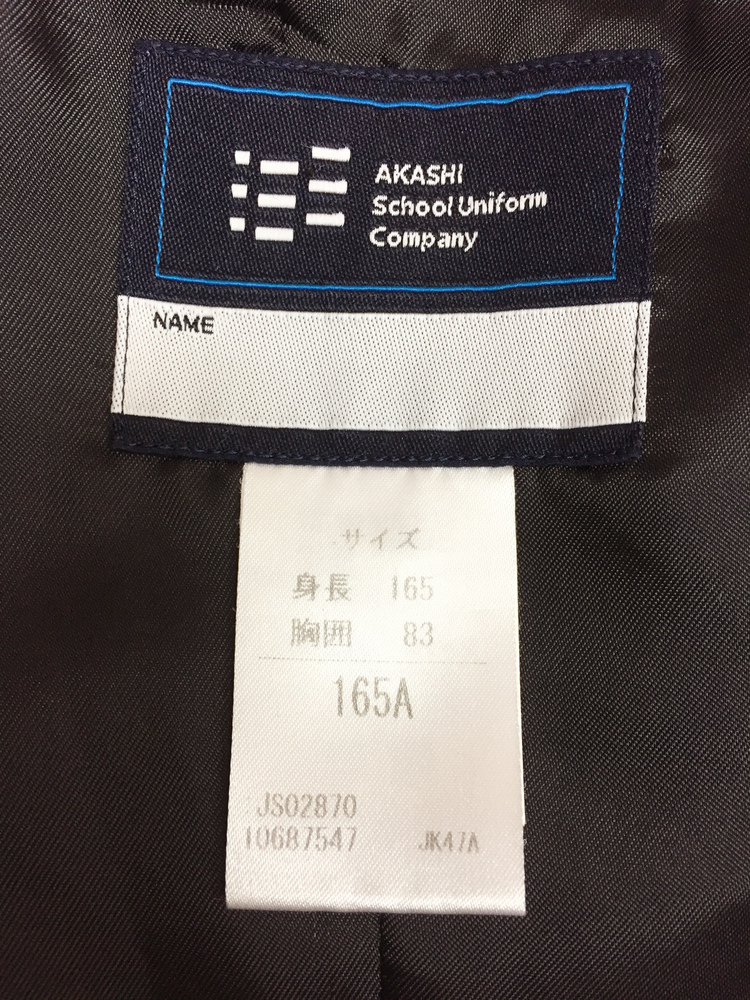 AKASHI
School Uniform
Company
NAME
サイズ
身長 165
胸囲 83
165A
JS02870
10687547 JK47A